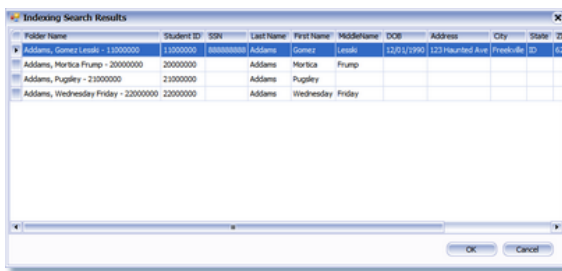 Indexing Search Results
Folder Name Student ID SSN Last Name First Name MiddleName DOB Address City State
Addams, Gomez Lesski - 11000000 11000000 888888888 Addams Gomez Lesski 12/01/1990 123 Haunted Ave Freekville ID
Addams, Mortica Frump - 20000000 20000000 Addams Mortica Frump
Addams, Pugsley - 21000000 21000000 Addams Pugsley
Addams, Wednesday Friday - 22000000 22000000 Addams Wednesday Friday
OK Cancel